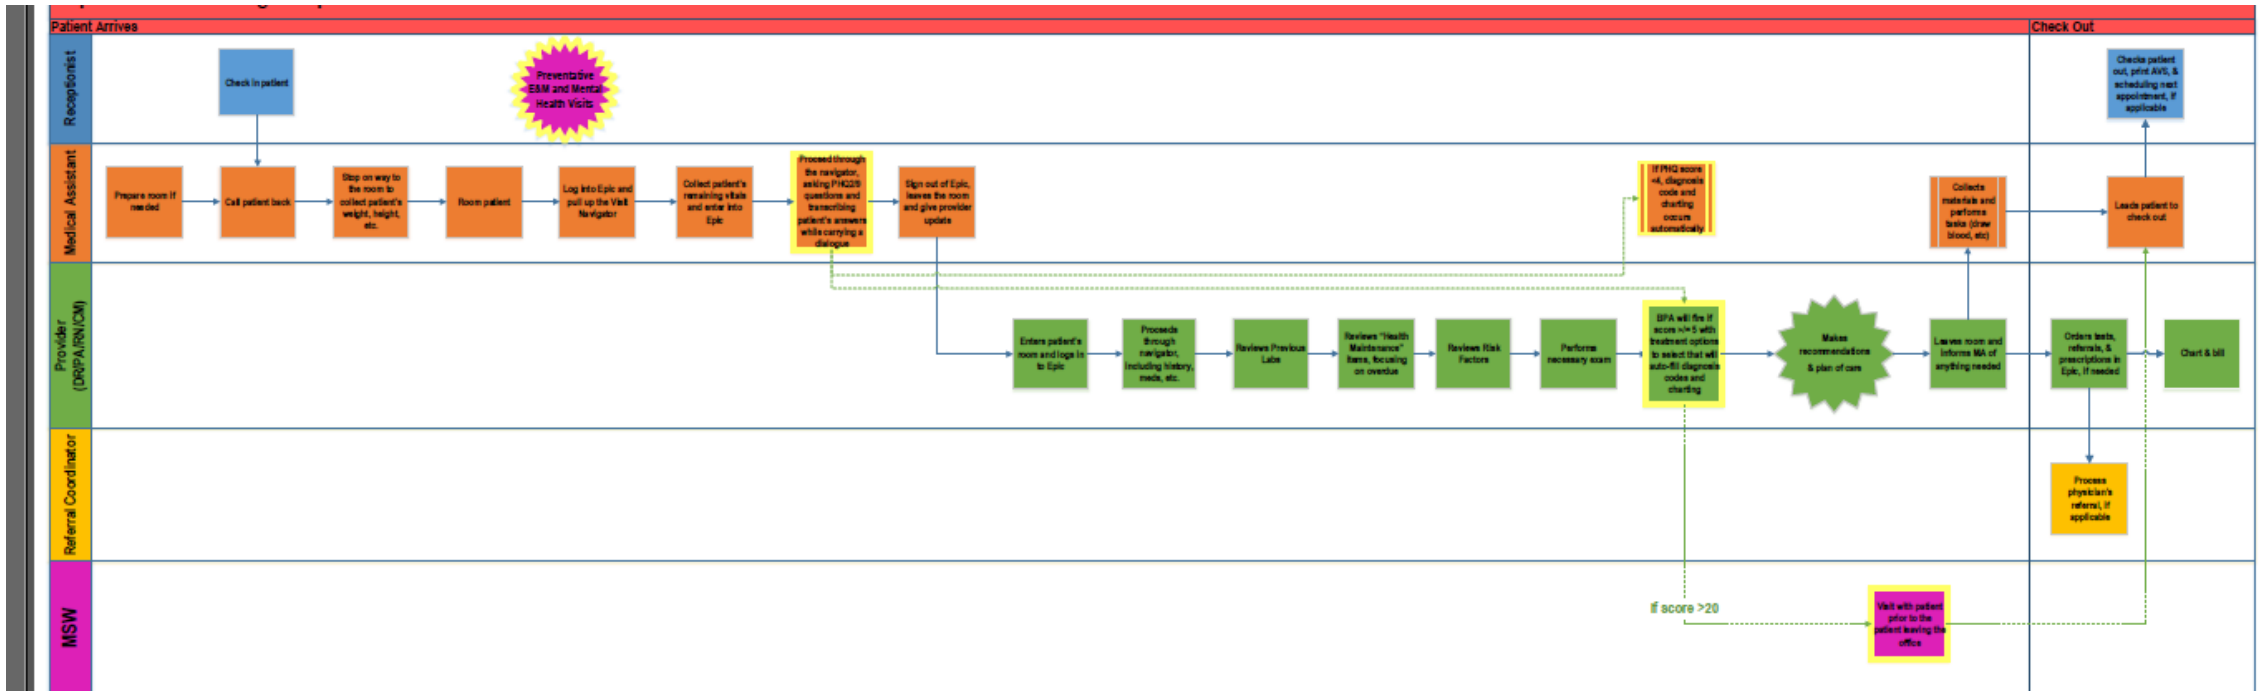 Patient Arrives
Check Out
Receptionist
Check in patient
Preventative
E&M and Mental
Health Visits
Checks patient
out, print AVS, &
scheduling next
appointment, if
applicable
Medical Assistant
Prepare room if
needed
Call patient back
Stop on way to
the room to
collect patient's
weight, height,
etc.
Room patient
Log into Epic and
pull up the Visit
Navigator
Collect patient's
remaining vitals
and enter into
Epic
Proceed through
the navigator,
asking PHQ2/9
questions and
transcribing
patient's answers
while carrying a
dialogue
Sign out of Epic,
leaves the room
and give provider
update
If PHQ score
<4, diagnosis
code and
charting
occurs
automatically
Collects
materials and
performs
tasks (draw
blood, etc)
Leads patient to
check out
Provider
(DR/PA/RN/CM)
Enters patient's
room and logs in
to Epic
Proceeds
through
navigator,
including history,
meds, etc.
Reviews Previous
Labs
Reviews "Health
Maintenance"
items, focusing
on overdue
Reviews Risk
Factors
Performs
necessary exam
BPA will fire if
score >/= 5 with
treatment options
to select that will
auto-fill diagnosis
codes and
charting
Makes
recommendations
& plan of care
Leaves room and
informs MA of
anything needed
Orders tests,
referrals, &
prescriptions in
Epic, if needed
Chart & bill
Referral Coordinator
Process
physician's
referral, if
applicable
MSW
If score >20
Visit with patient
prior to the
patient leaving the
office